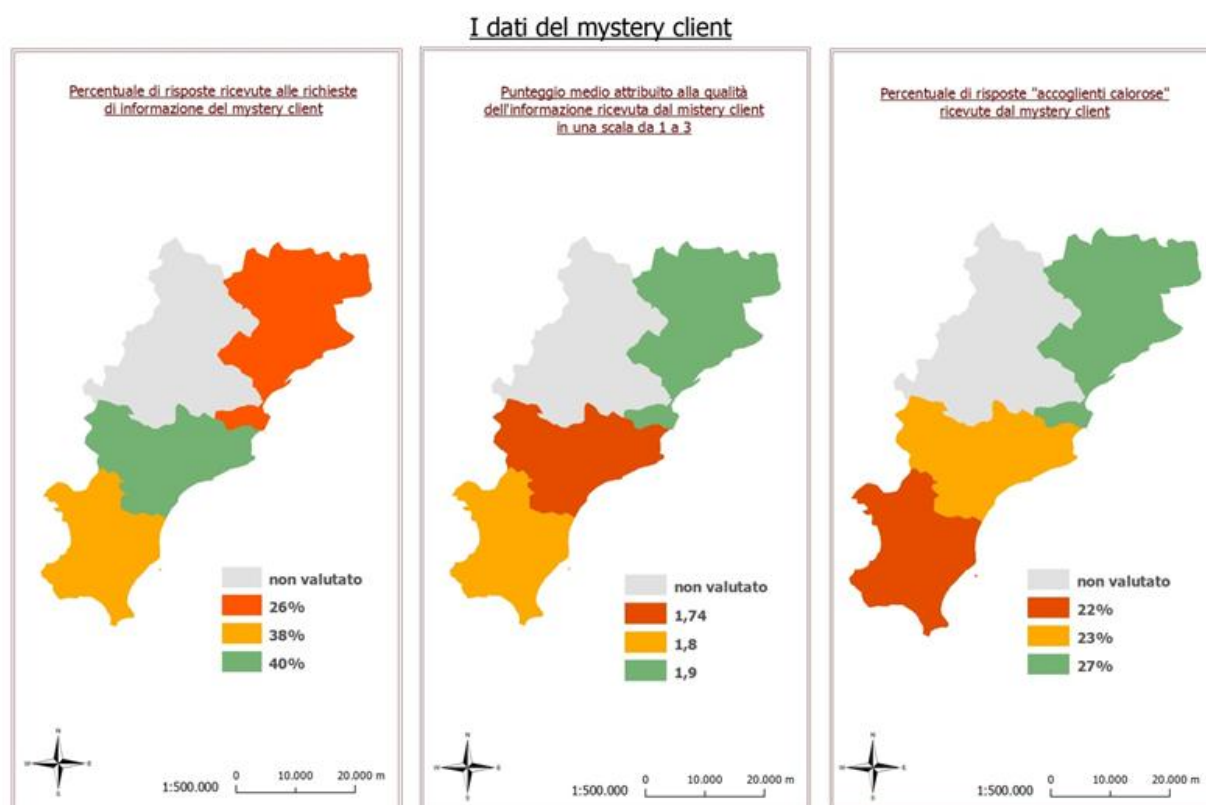 I dati del mystery client
Percentuale di risposte ricevute alle richieste
di informazione del mystery client
non valutato
26%
38%
40%
N
W
E
S
1:500.000
0
10.000
20.000 m
Punteggio medio attribuito alla qualità
dell'informazione ricevuta dal mistery client
in una scala da 1 a 3
non valutato
1,74
1,8
1,9
N
W
E
S
1:500.000
0
10.000
20.000 m
Percentuale di risposte "accoglienti calorose"
ricevute dal mystery client
non valutato
22%
23%
27%
N
W
E
S
1:500.000
0
10.000
20.000 m